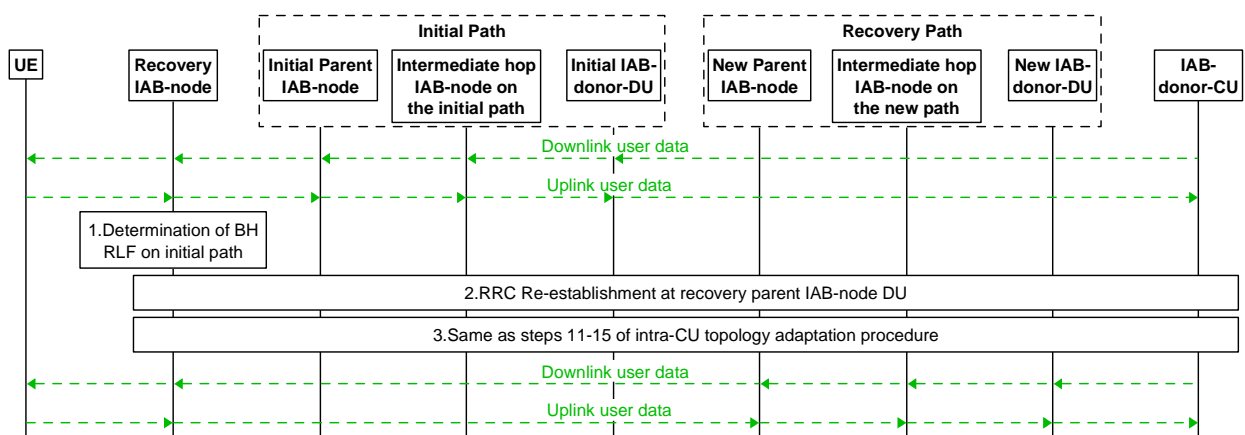 Initial Path
Recovery Path
UE
Recovery
IAB-node
Initial Parent
IAB-node
Intermediate hop
IAB-node on
the initial path
Initial IAB-
donor-DU
New Parent
IAB-node
Intermediate hop
IAB-node on
the new path
New IAB-
donor-DU
IAB-
donor-CU
Downlink user data
Uplink user data
1.Determination of BH
RLF on initial path
2.RRC Re-establishment at recovery parent IAB-node DU
3.Same as steps 11-15 of intra-CU topology adaptation procedure
Downlink user data
Uplink user data